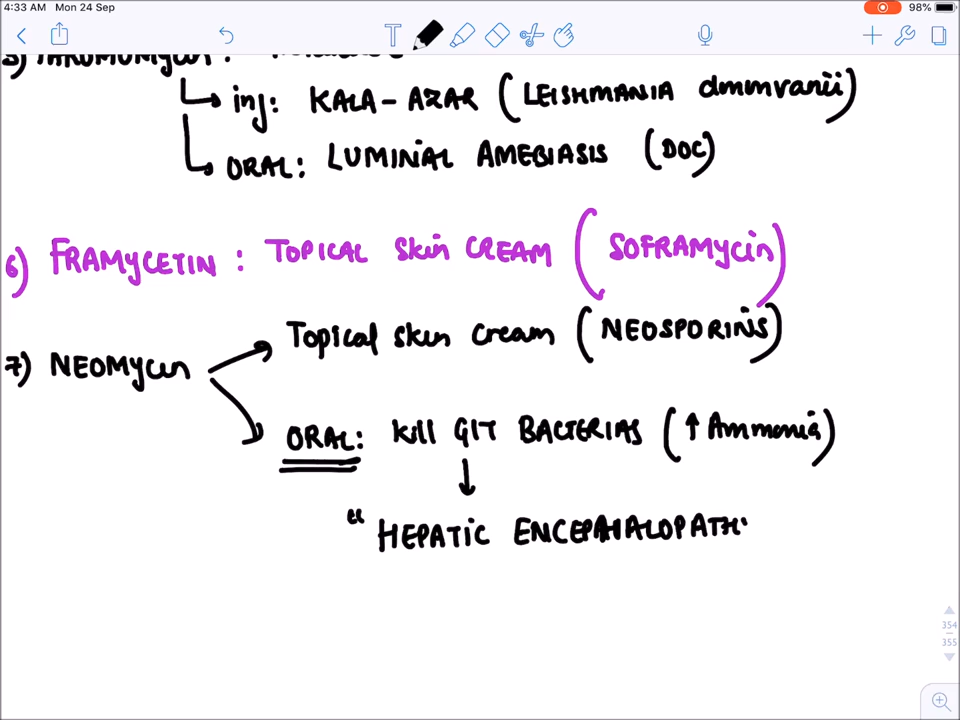 4:33 AM Mon 24 Sep 98%
T
inj: KALA-AZAR (LEISHMANIA
ORAL: LUMINAL AMEBIASIS (DOC)
6) FRAMYCETIN : TOPICAL Skin CREAM (SOFRAMYCIN)
Topical skin cream (NEOSPORINS)
7) NEOMYCIN
ORAL: Kill GIT BACTERIAS (↑ Ammonia)
" HEPATIC ENCEPHALOPATH
354
355